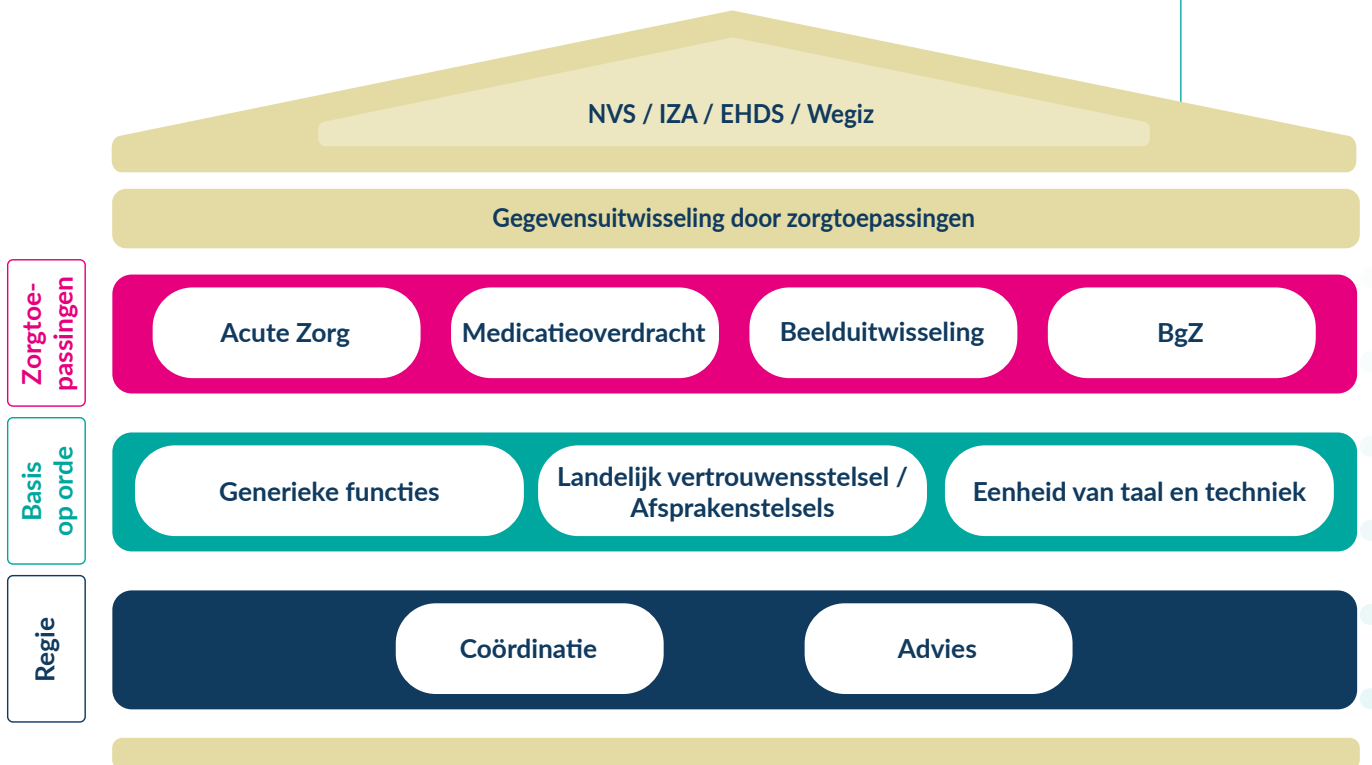 NVS / IZA / EHDS / Wegiz
Gegevensuitwisseling door zorgtoepassingen
Zorgtoe-
passingen
Acute Zorg
Medicatieoverdracht
Beelduitwisseling
BgZ
Basis
op orde
Generieke functies
Landelijk vertrouwensstelsel /
Afsprakenstelsels
Eenheid van taal en techniek
Regie
Coördinatie
Advies